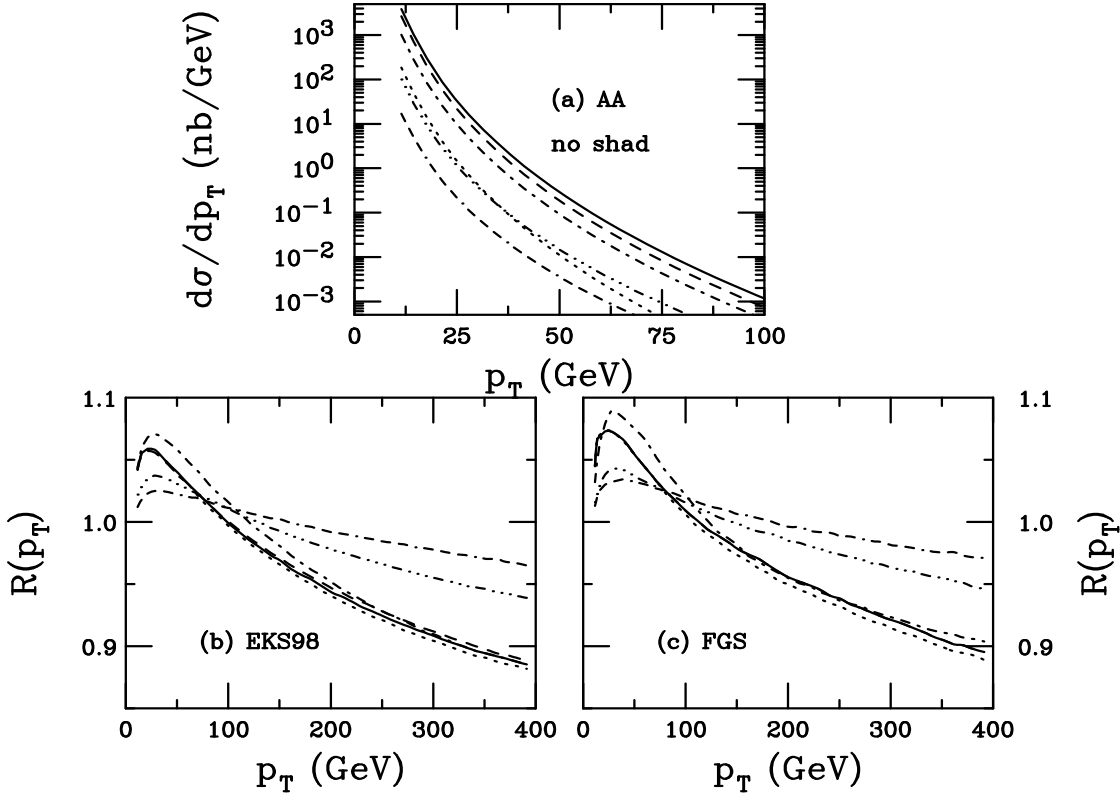 dσ/dp_T (nb/GeV)
10³
10²
10¹
10⁰
10⁻¹
10⁻²
10⁻³
(a) AA
no shad
0 25 50 75 100
p_T (GeV)
R(p_T)
1.1
1.0
0.9
(b) EKS98
0 100 200 300 400
p_T (GeV)
(c) FGS
0 100 200 300 400
p_T (GeV)
1.1
1.0
0.9
R(p_T)